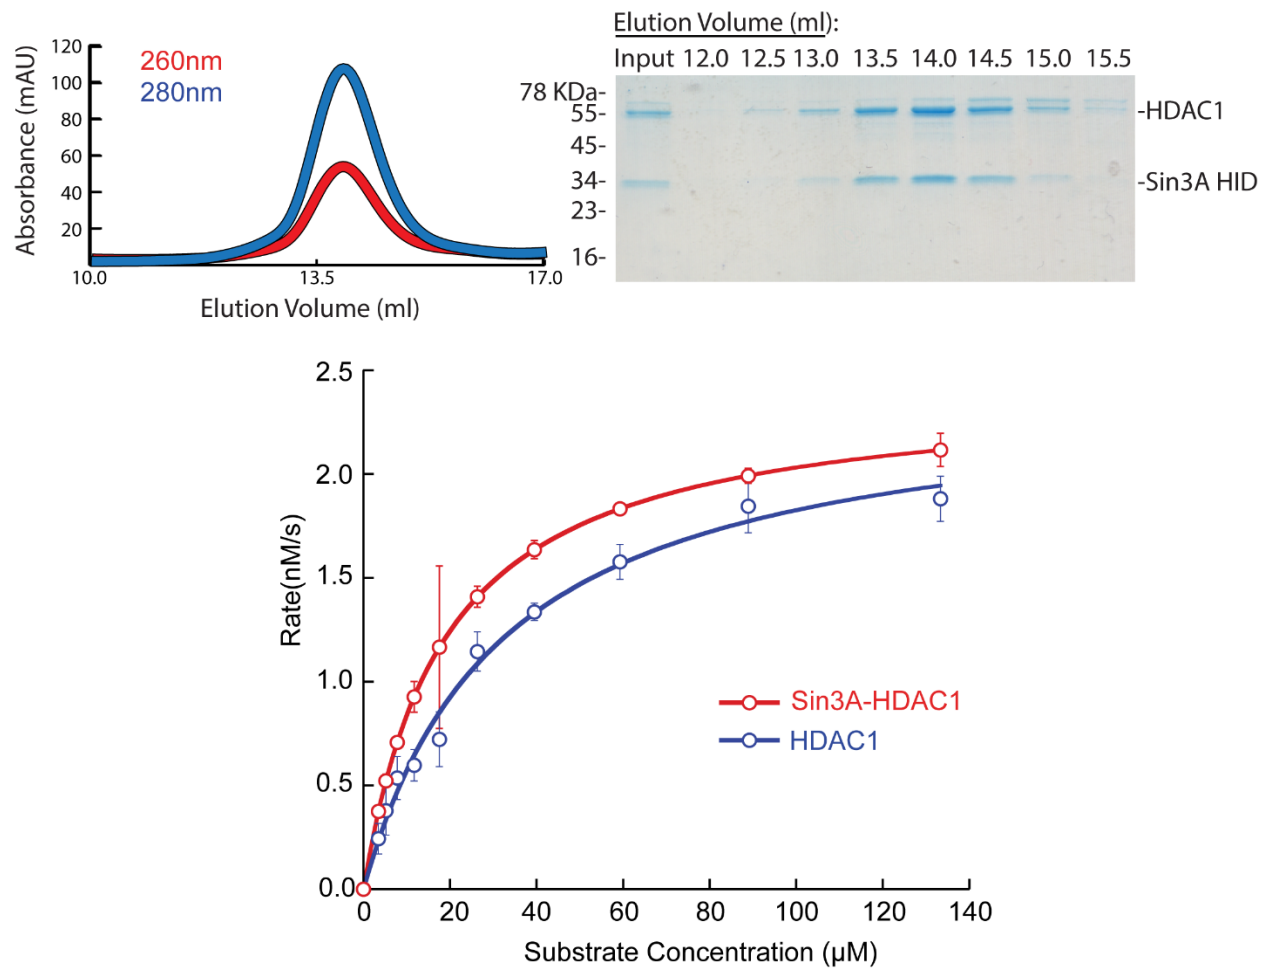 120
100
80
60
40
20
Absorbance (mAU)
260nm
280nm
10.0 13.5 17.0
Elution Volume (ml)
Elution Volume (ml):
Input 12.0 12.5 13.0 13.5 14.0 14.5 15.0 15.5
78 KDa-
55-
45-
34-
23-
16-
-HDAC1
-Sin3A HID
2.5
2.0
1.5
1.0
0.5
0.0
Rate(nM/s)
Sin3A-HDAC1
HDAC1
0 20 40 60 80 100 120 140
Substrate Concentration (μM)